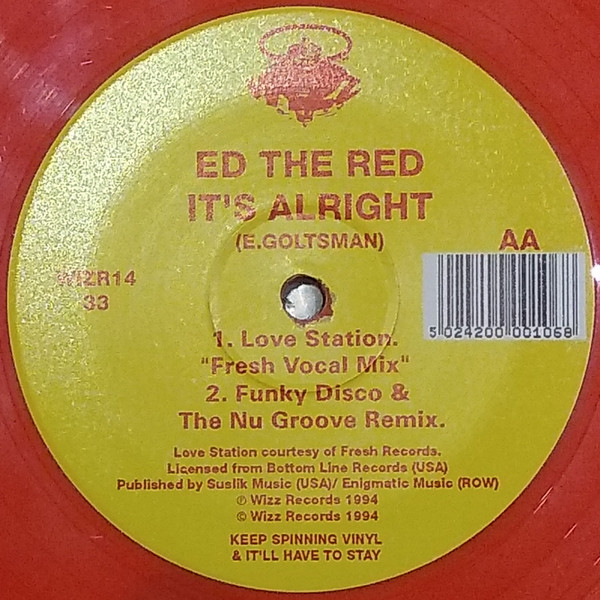 ED THE RED
IT'S ALRIGHT
(E.GOLTSMAN)
AA
WIZR14
33
5 024200 001068
1. Love Station.
"Fresh Vocal Mix"
2. Funky Disco &
The Nu Groove Remix.
Love Station courtesy of Fresh Records.
Licensed from Bottom Line Records (USA)
Published by Suslik Music (USA)/ Enigmatic Music (ROW)
℗ Wizz Records 1994
© Wizz Records 1994
KEEP SPINNING VINYL
& IT'LL HAVE TO STAY